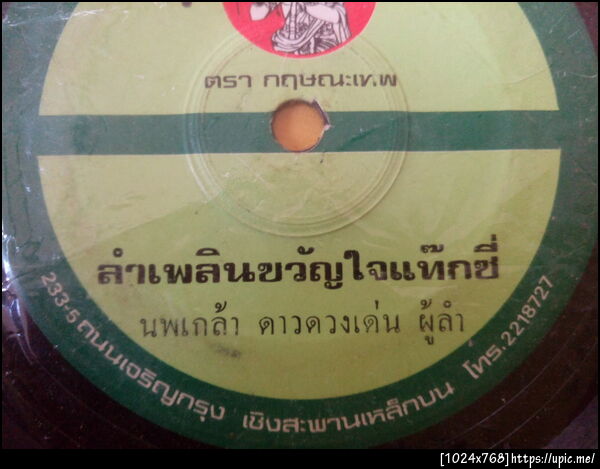 ตรา กฤษณะเทพ
ลำเพลินขวัญใจแท๊กซี่
นพเกล้า ดาวดวงเด่น ผู้ลำ
233-5 ถนนเจริญกรุง เชิงสะพานเหล็กบน โทร.2218727
[1024x768]https://upic.me/